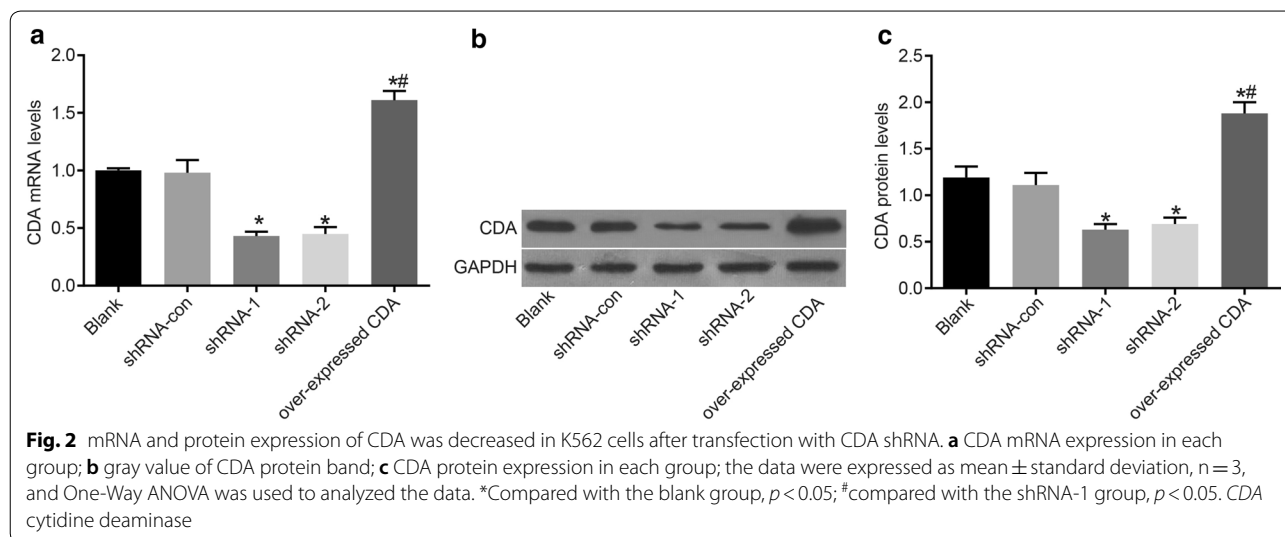 a
2.0
1.5
1.0
0.5
0.0
CDA mRNA levels
*
*
*#
Blank
shRNA-con
shRNA-1
shRNA-2
over-expressed CDA
b
CDA
GAPDH
Blank
shRNA-con
shRNA-1
shRNA-2
over-expressed CDA
c
2.5
2.0
1.5
1.0
0.5
0.0
CDA protein levels
*
*
*#
Blank
shRNA-con
shRNA-1
shRNA-2
over-expressed CDA
Fig. 2 mRNA and protein expression of CDA was decreased in K562 cells after transfection with CDA shRNA. a CDA mRNA expression in each
group; b gray value of CDA protein band; c CDA protein expression in each group; the data were expressed as mean ± standard deviation, n = 3,
and One-Way ANOVA was used to analyzed the data. *Compared with the blank group, p < 0.05; #compared with the shRNA-1 group, p < 0.05. CDA
cytidine deaminase